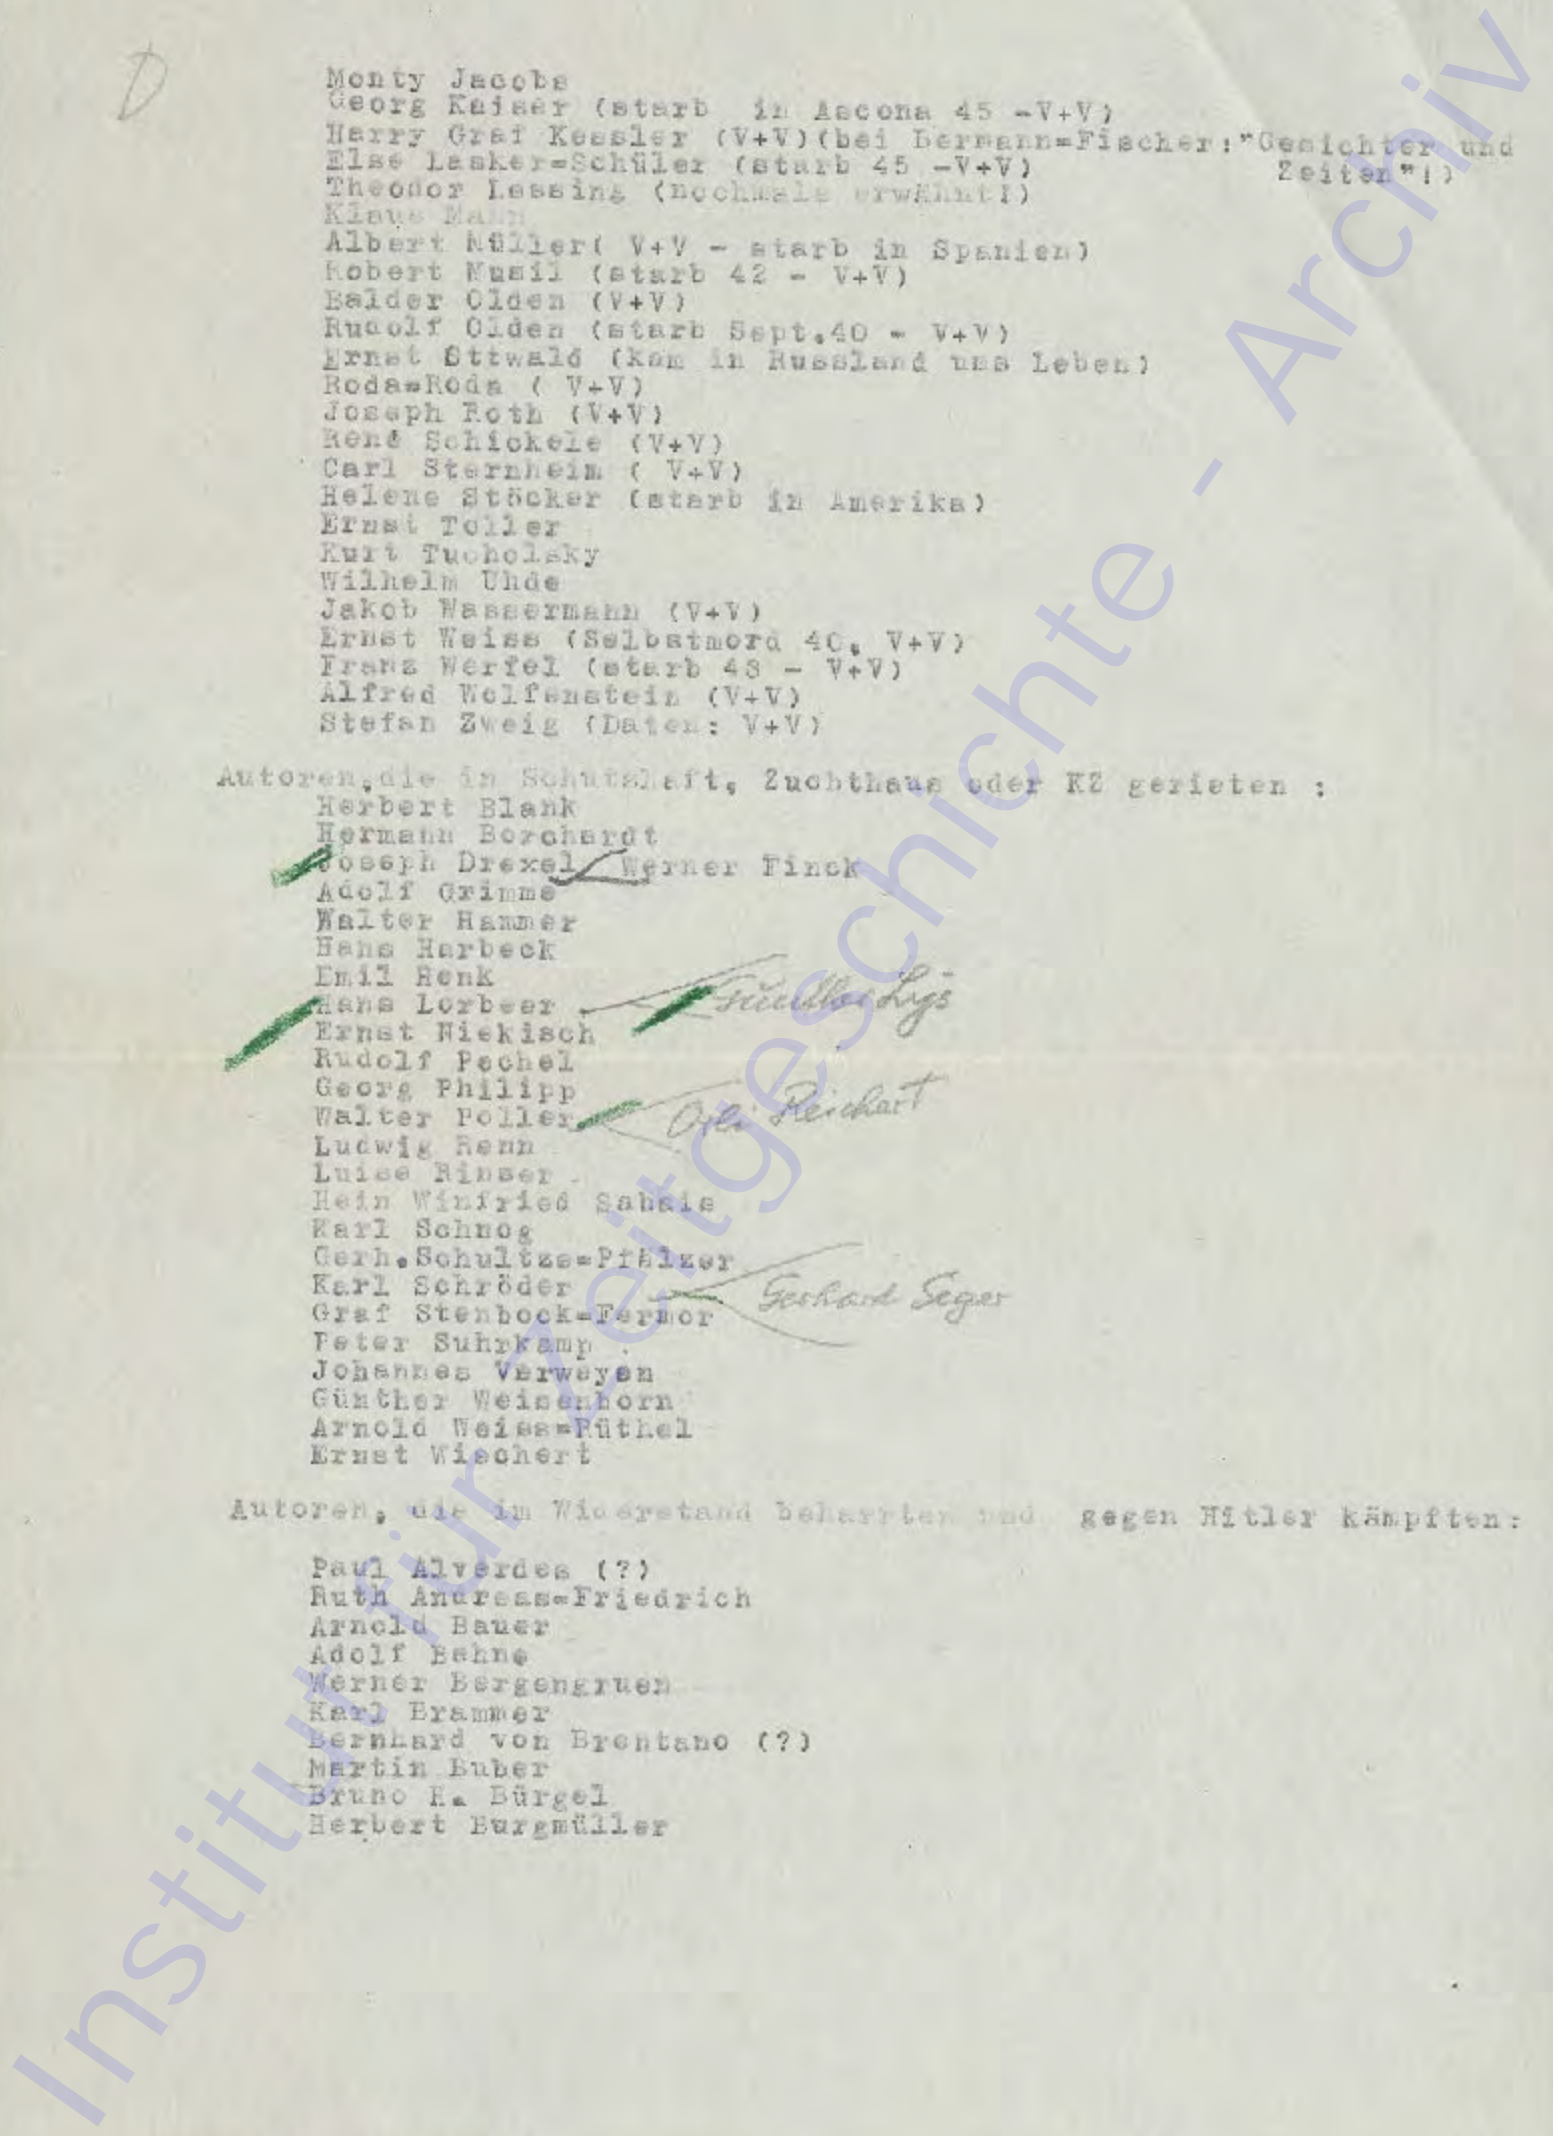 D
Monty Jacobs
Georg Kaiser (starb in Ascona 45 -V+V)
Harry Graf Kessler (V+V)(bei Bermann=Fischer:"Gesichter und
Else Lasker=Schüler (starb 45 -V+V) Zeiten"!)
Theodor Lessing (nochmals erwähnt!)
Klaus Mann
Albert Müller( V+V - starb in Spanien)
Robert Musil (starb 42 - V+V)
Balder Olden (V+V)
Rudolf Olden (starb Sept.40 - V+V)
Ernst Ottwald (kam in Russland ums Leben)
Roda=Roda ( V+V)
Joseph Roth (V+V)
René Schickele (V+V)
Carl Sternheim ( V+V)
Helene Stöcker (starb in Amerika)
Ernst Toller
Kurt Tucholsky
Wilhelm Uhde
Jakob Wassermann (V+V)
Ernst Weiss (Selbstmord 40, V+V)
Franz Werfel (starb 43 - V+V)
Alfred Wolfenstein (V+V)
Stefan Zweig (Daten: V+V)
Autoren,die in Schutzhaft, Zuchthaus oder KZ gerieten :
Herbert Blank
Hermann Borchardt
Joseph Drexel Werner Finck
Adolf Grimme
Walter Hammer
Hans Harbeck
Emil Henk
Hans Lorbeer Günther Lys
Ernst Niekisch
Rudolf Pechel
Georg Philipp
Walter Poller Orli Reichert
Ludwig Renn
Luise Rinser
Hein Winfried Sabais
Karl Schnog
Gerh.Schultze=Pfälzer
Karl Schröder Gerhard Seger
Graf Stenbock=Fermor
Peter Suhrkamp
Johannes Verweyen
Günther Weisenborn
Arnold Weiss=Rüthel
Ernst Wiechert
Autoren, die im Widerstand beharrten und gegen Hitler kämpften:
Paul Alverdes (?)
Ruth Andreas=Friedrich
Arnold Bauer
Adolf Behne
Werner Bergengruen
Karl Brammer
Bernhard von Brentano (?)
Martin Buber
Bruno H. Bürgel
Herbert Burgmüller
Institut für Zeitgeschichte - Archiv